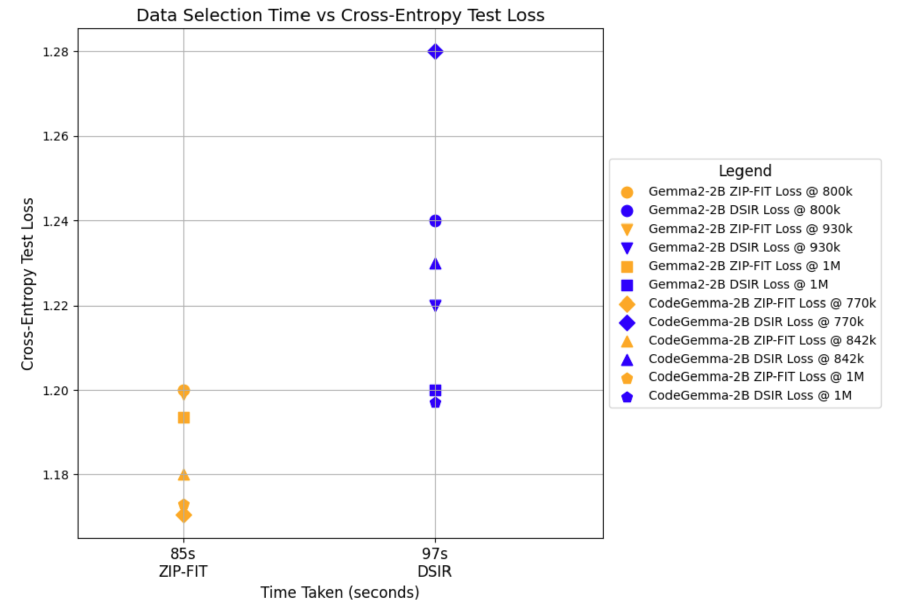 Data Selection Time vs Cross-Entropy Test Loss
Cross-Entropy Test Loss
1.28
1.26
1.24
1.22
1.20
1.18
85s
ZIP-FIT
97s
DSIR
Time Taken (seconds)
Legend
Gemma2-2B ZIP-FIT Loss @ 800k
Gemma2-2B DSIR Loss @ 800k
Gemma2-2B ZIP-FIT Loss @ 930k
Gemma2-2B DSIR Loss @ 930k
Gemma2-2B ZIP-FIT Loss @ 1M
Gemma2-2B DSIR Loss @ 1M
CodeGemma-2B ZIP-FIT Loss @ 770k
CodeGemma-2B DSIR Loss @ 770k
CodeGemma-2B ZIP-FIT Loss @ 842k
CodeGemma-2B DSIR Loss @ 842k
CodeGemma-2B ZIP-FIT Loss @ 1M
CodeGemma-2B DSIR Loss @ 1M